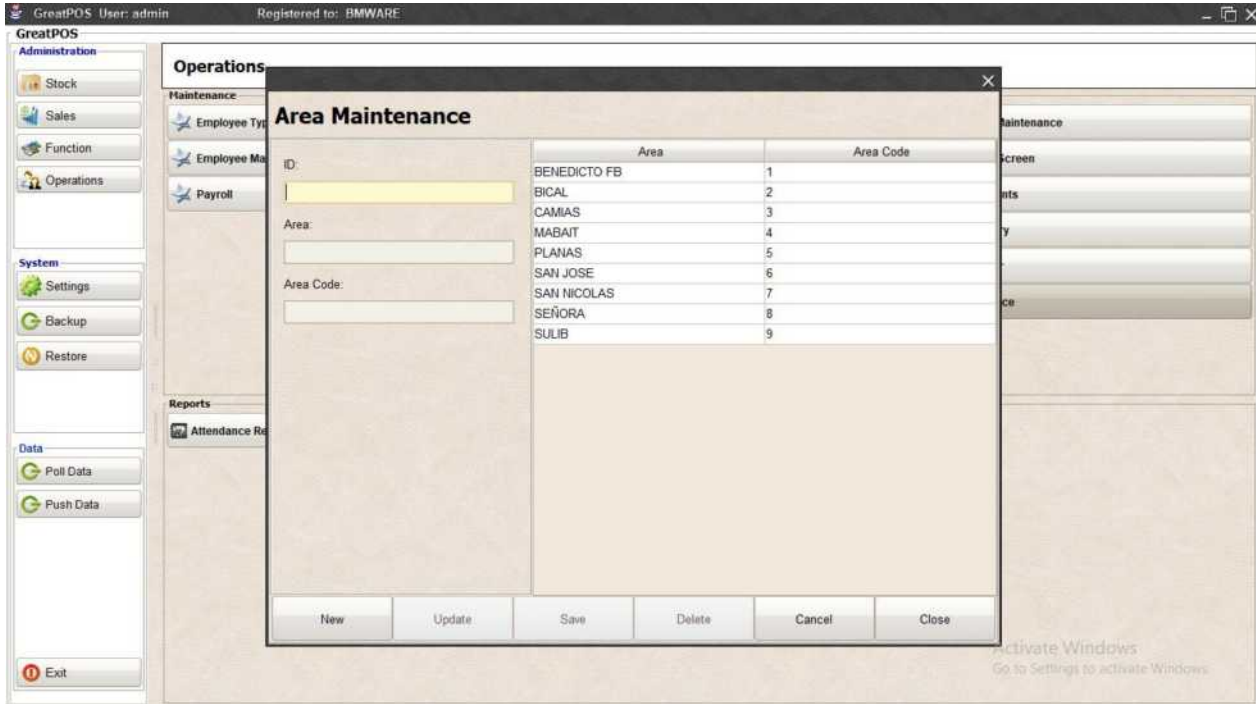 GreatPOS User: admin Registered to: BMWARE
GreatPOS
Administration
Stock
Sales
Function
Operations
System
Settings
Backup
Restore
Data
Poll Data
Push Data
Exit
Operations
Maintenance
Employee Typ
Employee Ma
Payroll
Reports
Attendance Re
Area Maintenance
ID:
Area:
Area Code:
Area Area Code
BENEDICTO FB 1
BICAL 2
CAMIAS 3
MABAIT 4
PLANAS 5
SAN JOSE 6
SAN NICOLAS 7
SEÑORA 8
SULIB 9
New Update Save Delete Cancel Close
Maintenance
Screen
nts
y
ce
Activate Windows
Go to Settings to activate Windows.